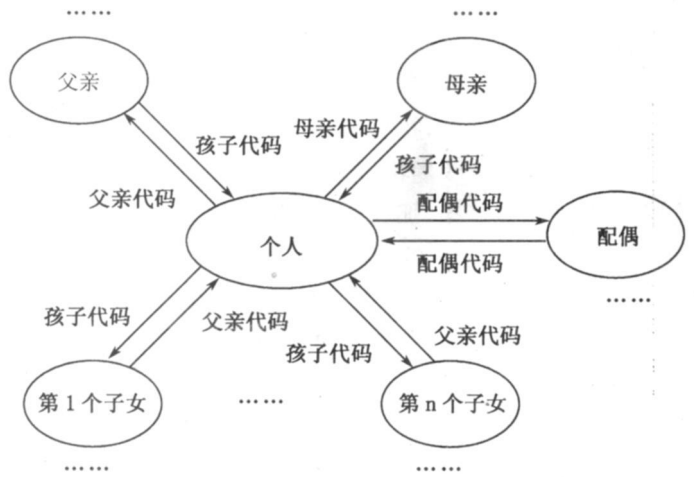 …… ……
父亲 母亲
孩子代码 母亲代码 孩子代码
父亲代码 配偶代码
个人 配偶
配偶代码
……
孩子代码 父亲代码 孩子代码 父亲代码
第1个子女 …… 第n个子女
…… ……